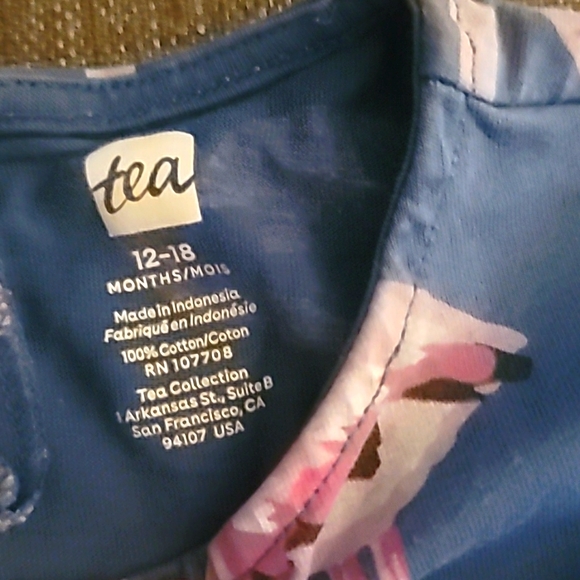 tea
12-18
MONTHS/MOIS
Made in Indonesia
Fabriqué en Indonésie
100% Cotton/Coton
RN 107708
Tea Collection
1 Arkansas St., Suite B
San Francisco, CA
94107 USA